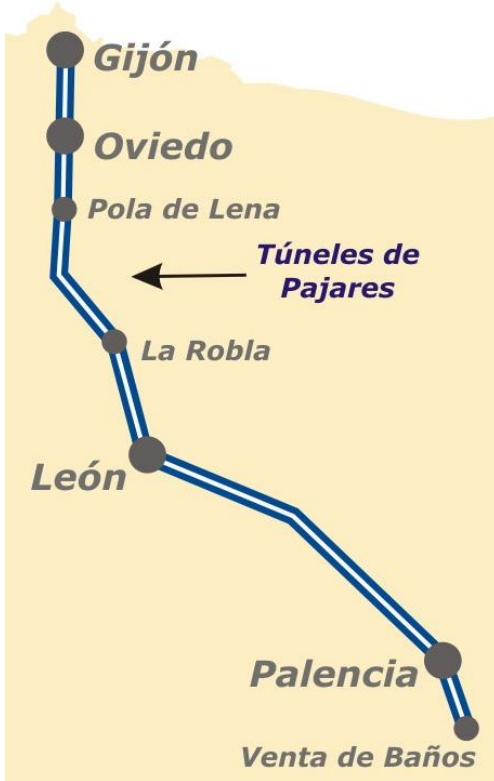 Gijón
Oviedo
Pola de Lena
Túneles de
Pajares
La Robla
León
Palencia
Venta de Baños